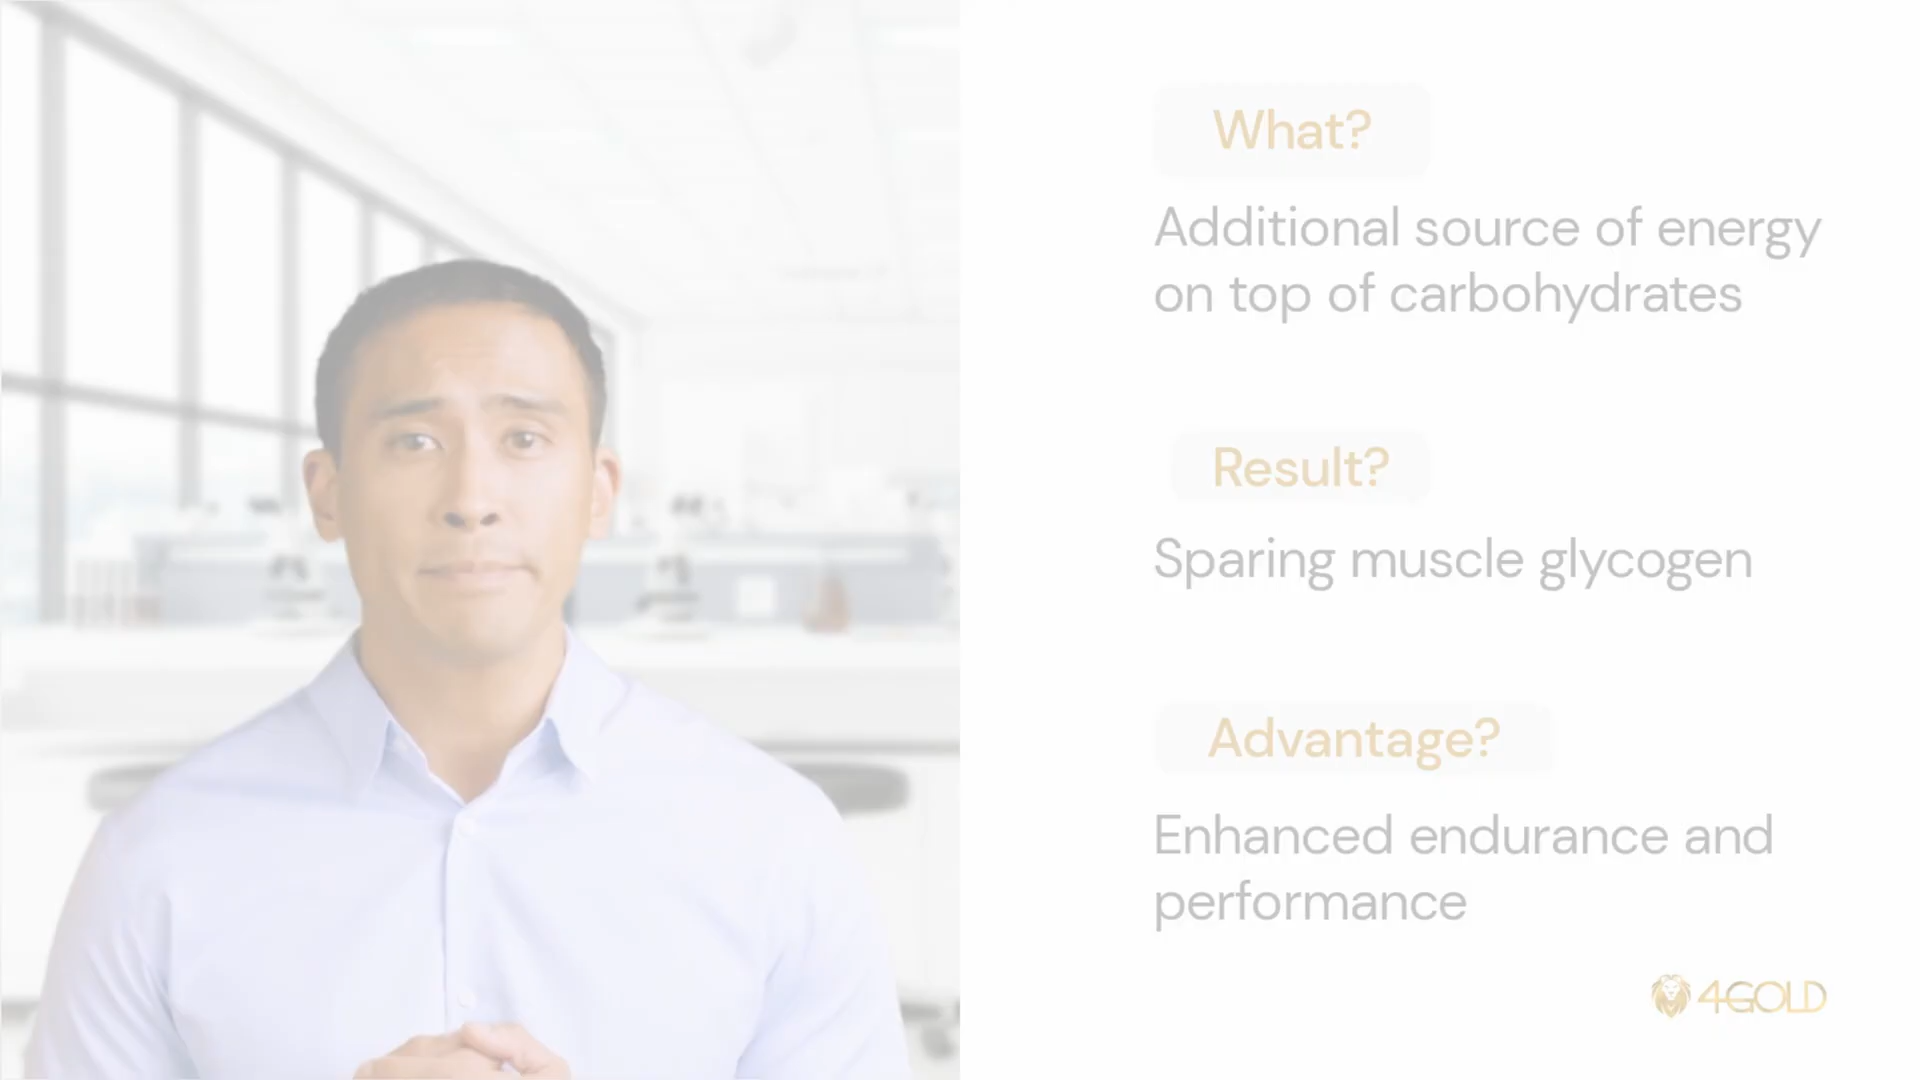 What?
Additional source of energy
on top of carbohydrates
Result?
Sparing muscle glycogen
Advantage?
Enhanced endurance and
performance
4GOLD